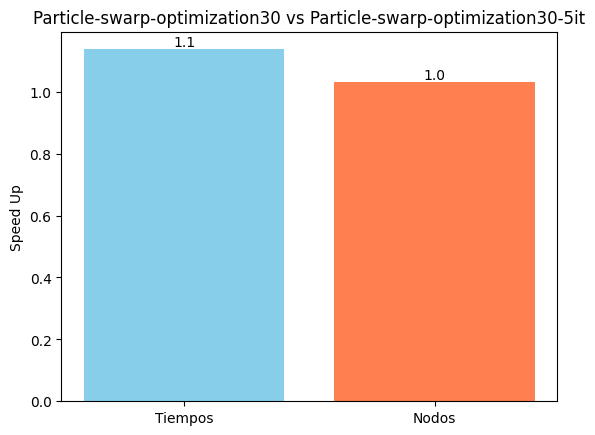 Particle-swarp-optimization30 vs Particle-swarp-optimization30-5it
1.1
1.0
1.0
0.8
0.6
0.4
0.2
0.0
Speed Up
Tiempos
Nodos